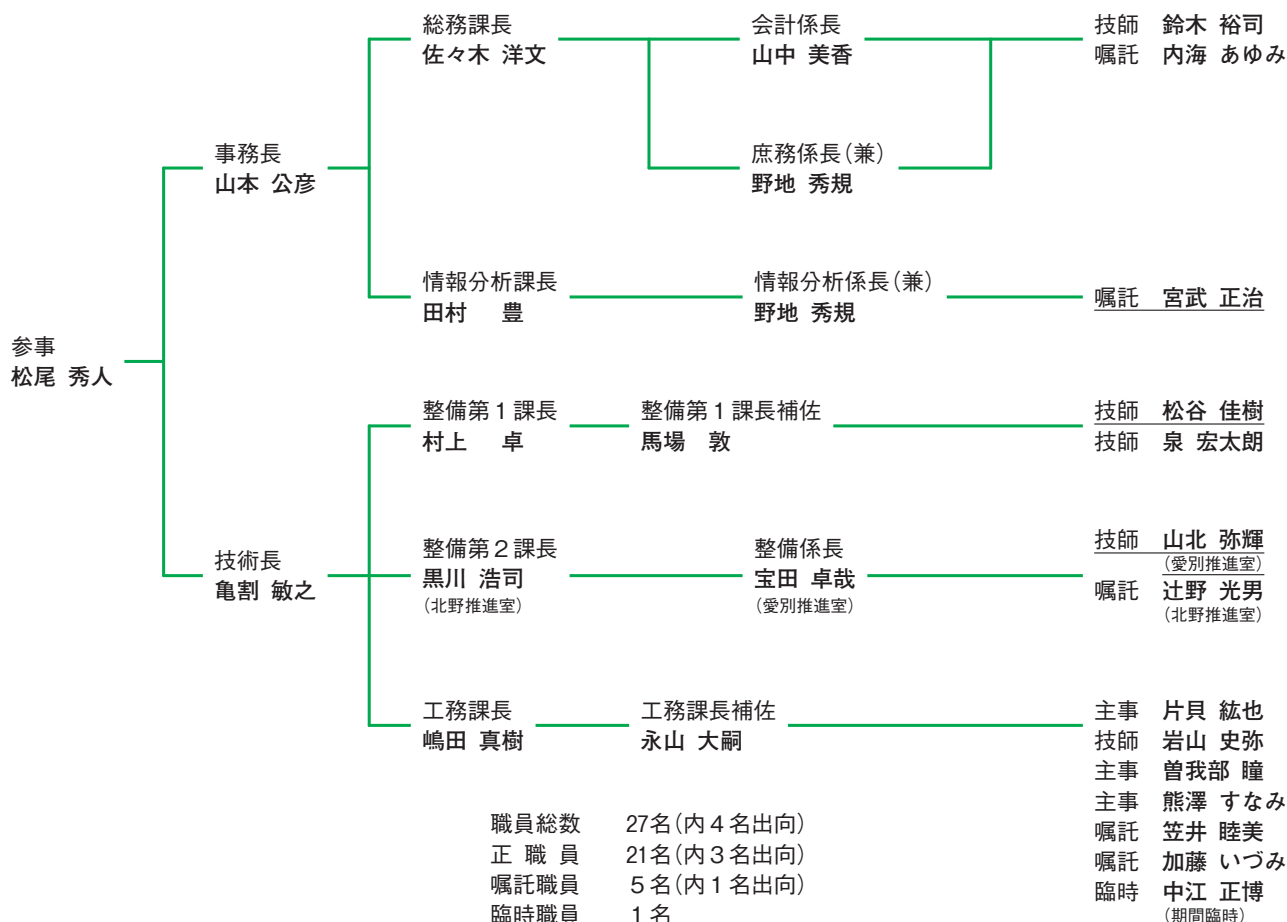 参事
松尾 秀人
事務長
山本 公彦
総務課長
佐々木 洋文
会計係長
山中 美香
庶務係長(兼)
野地 秀規
技師 鈴木 裕司
嘱託 内海 あゆみ
情報分析課長
田村 豊
情報分析係長(兼)
野地 秀規
嘱託 宮武 正治
技術長
亀割 敏之
整備第1課長
村上 卓
整備第1課長補佐
馬場 敦
技師 松谷 佳樹
技師 泉 宏太朗
整備第2課長
黒川 浩司
(北野推進室)
整備係長
宝田 卓哉
(愛別推進室)
技師 山北 弥輝
(愛別推進室)
嘱託 辻野 光男
(北野推進室)
工務課長
嶋田 真樹
工務課長補佐
永山 大嗣
主事 片貝 紘也
技師 岩山 史弥
主事 曽我部 瞳
主事 熊澤 すなみ
嘱託 笠井 睦美
嘱託 加藤 いづみ
臨時 中江 正博
(期間臨時)
職員総数 27名(内4名出向)
正職員 21名(内3名出向)
嘱託職員 5名(内1名出向)
臨時職員 1名